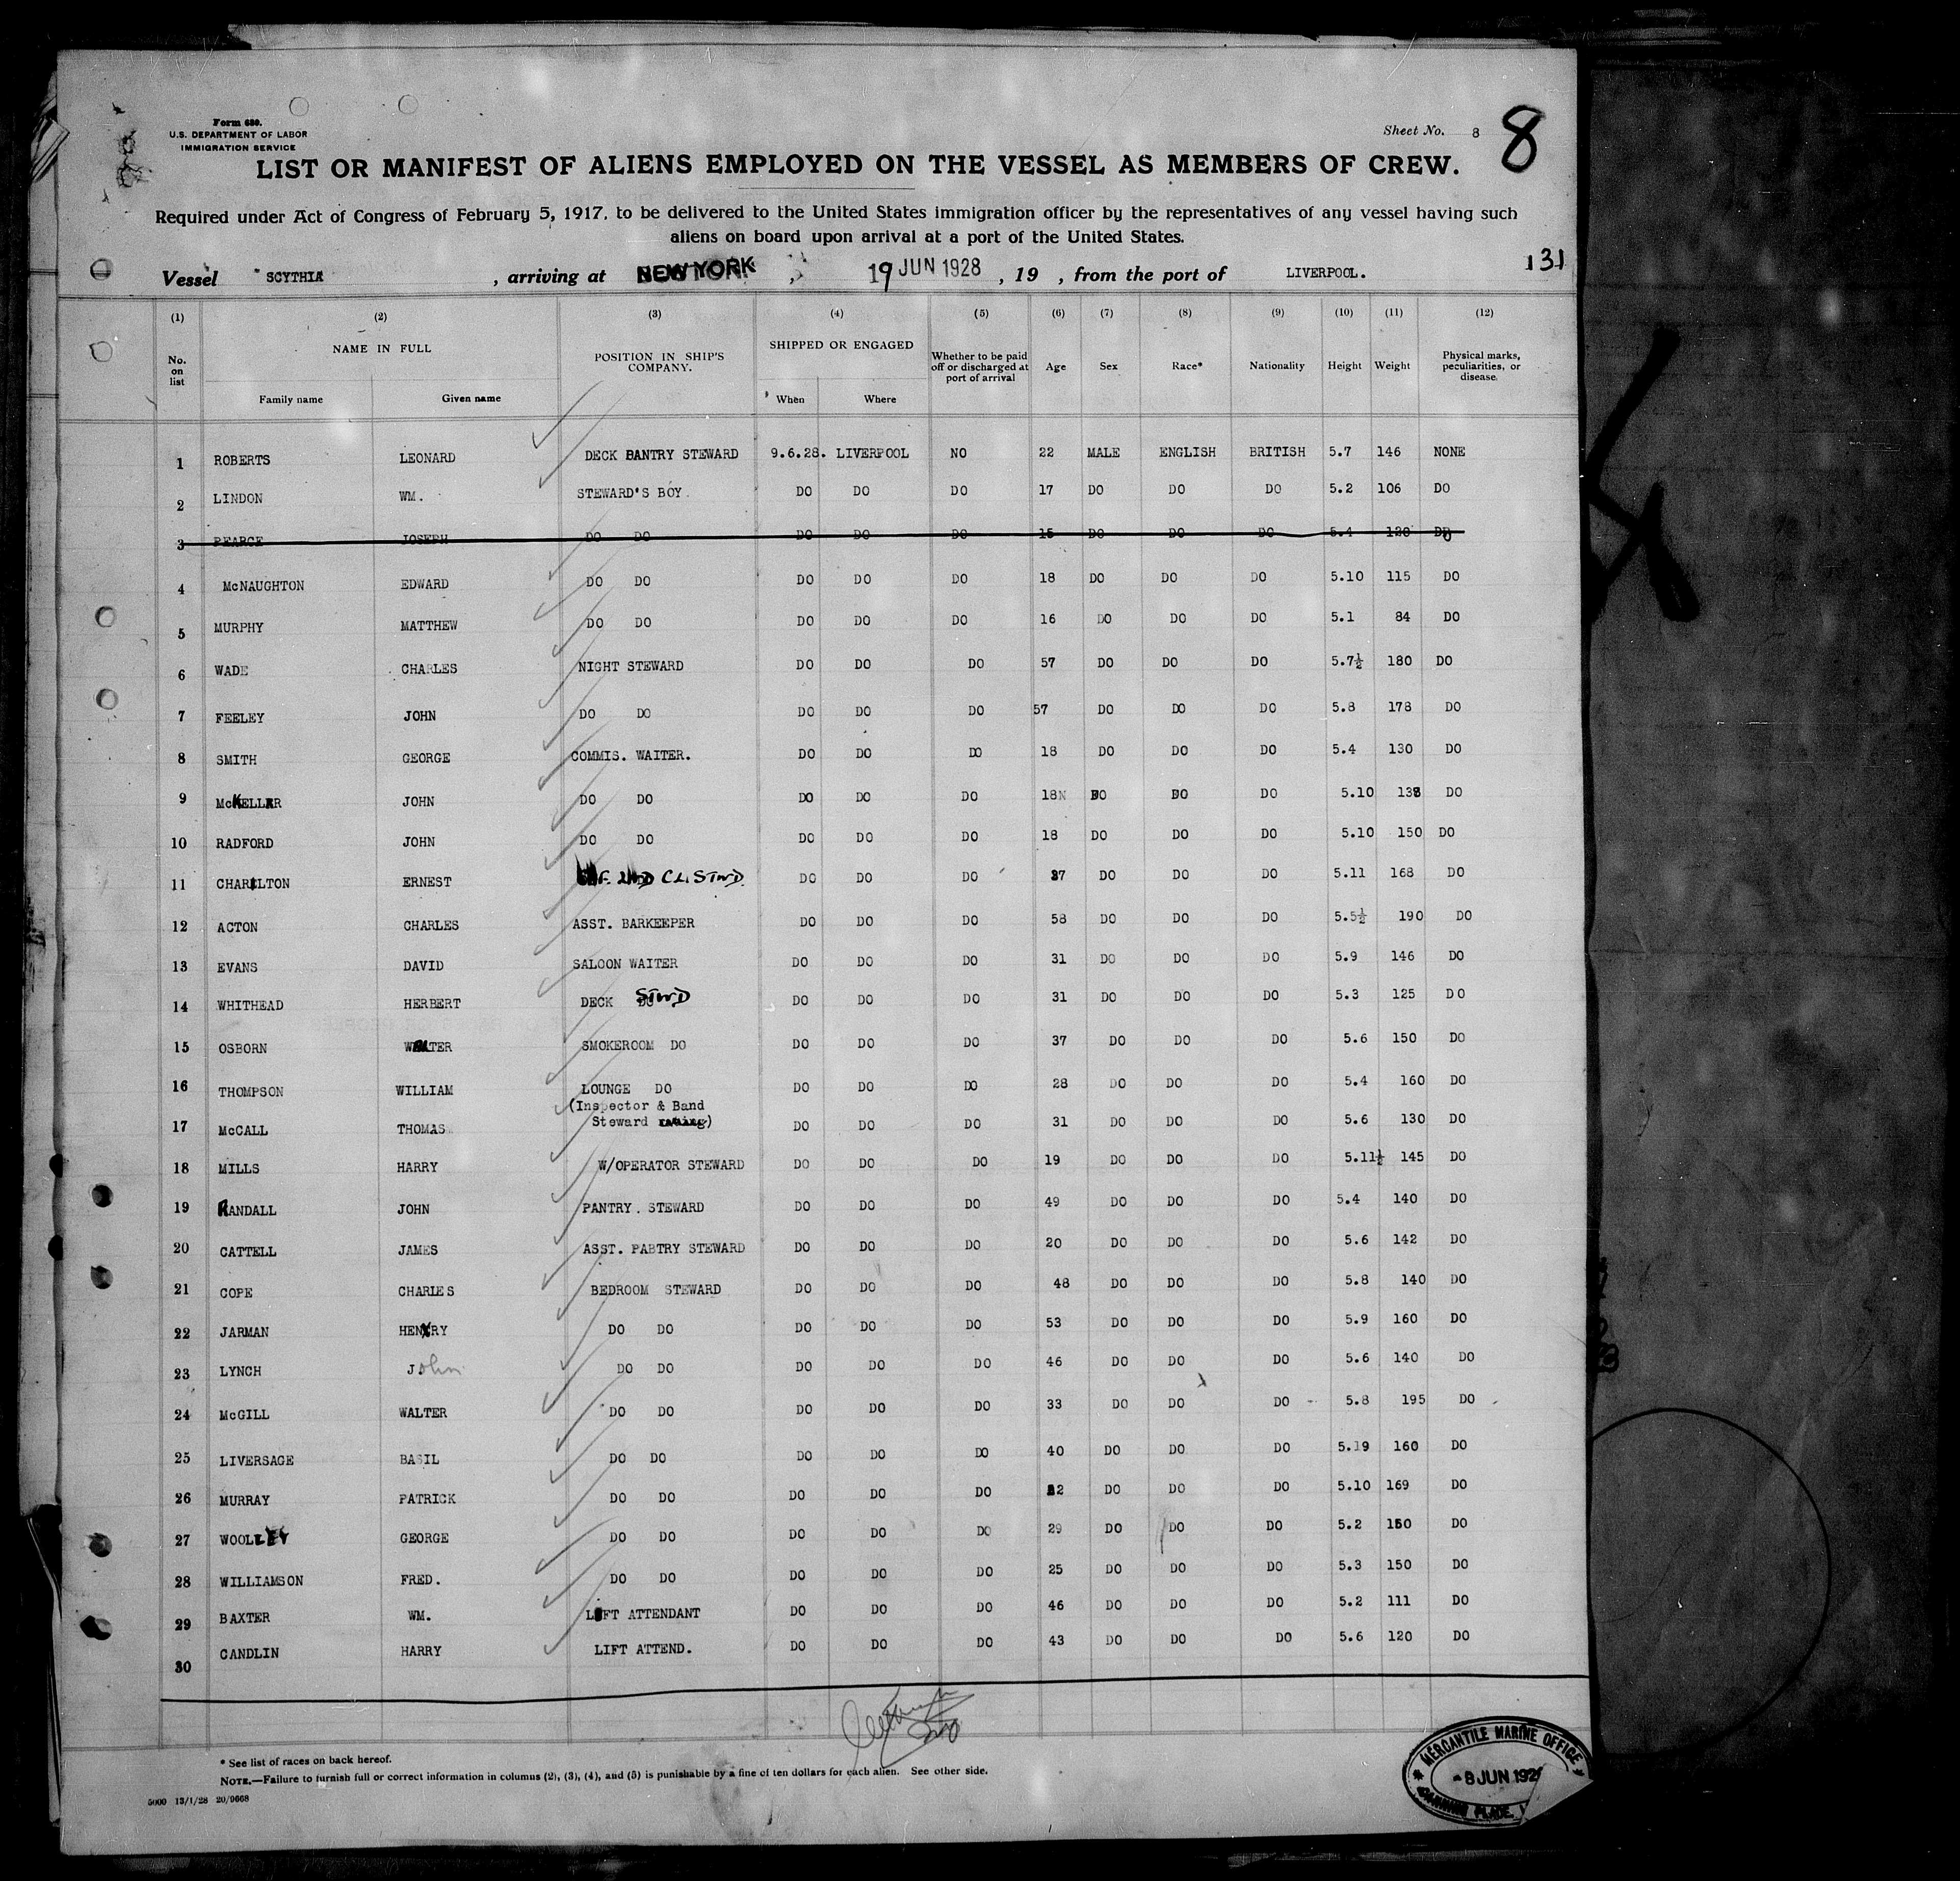 Form 680.
U.S. DEPARTMENT OF LABOR
IMMIGRATION SERVICE
Sheet No. 8 8
LIST OR MANIFEST OF ALIENS EMPLOYED ON THE VESSEL AS MEMBERS OF CREW.
Required under Act of Congress of February 5, 1917, to be delivered to the United States immigration officer by the representatives of any vessel having such
aliens on board upon arrival at a port of the United States.
131
Vessel "SCYTHIA , arriving at NEW YORK , 19 JUN 1928 , 19 , from the port of LIVERPOOL.
(1) (2) (3) (4) (5) (6) (7) (8) (9) (10) (11) (12)
No. on list NAME IN FULL Family name Given name POSITION IN SHIP'S COMPANY. SHIPPED OR ENGAGED When Where Whether to be paid off or discharged at port of arrival Age Sex Race* Nationality Height Weight Physical marks, peculiarities, or disease.
1 ROBERTS LEONARD DECK BANTRY STEWARD 9.6.28. LIVERPOOL NO 22 MALE ENGLISH BRITISH 5.7 146 NONE
2 LINDON WM. STEWARD'S BOY. DO DO DO 17 DO DO DO 5.2 106 DO
3 PEARCE JOSEPH DO DO DO DO DO 15 DO DO DO 5.4 120 DO
4 McNAUGHTON EDWARD DO DO DO DO DO 18 DO DO DO 5.10 115 DO
5 MURPHY MATTHEW DO DO DO DO DO 16 DO DO DO 5.1 84 DO
6 WADE CHARLES NIGHT STEWARD DO DO DO 57 DO DO DO 5.7½ 180 DO
7 FEELEY JOHN DO DO DO DO DO 57 DO DO DO 5.8 178 DO
8 SMITH GEORGE COMMIS. WAITER. DO DO DO 18 DO DO DO 5.4 130 DO
9 McKELLAR JOHN DO DO DO DO DO 18 DO DO DO 5.10 138 DO
10 RADFORD JOHN DO DO DO DO DO 18 DO DO DO 5.10 150 DO
11 CHARLTON ERNEST 2ND CL. STWD. DO DO DO 37 DO DO DO 5.11 168 DO
12 ACTON CHARLES ASST. BARKEEPER DO DO DO 58 DO DO DO 5.5½ 190 DO
13 EVANS DAVID SALOON WAITER DO DO DO 31 DO DO DO 5.9 146 DO
14 WHITHEAD HERBERT DECK STWD DO DO DO 31 DO DO DO 5.3 125 DO
15 OSBORN WALTER SMOKEROOM DO DO DO DO 37 DO DO DO 5.6 150 DO
16 THOMPSON WILLIAM LOUNGE DO DO DO DO 28 DO DO DO 5.4 160 DO
(Inspector & Band
17 McCALL THOMAS Steward rating) DO DO DO 31 DO DO DO 5.6 130 DO
18 MILLS HARRY W/OPERATOR STEWARD DO DO DO 19 DO DO DO 5.11½ 145 DO
19 RANDALL JOHN PANTRY. STEWARD DO DO DO 49 DO DO DO 5.4 140 DO
20 CATTELL JAMES ASST. PABTRY STEWARD DO DO DO 20 DO DO DO 5.6 142 DO
21 COPE CHARLES BEDROOM STEWARD DO DO DO 48 DO DO DO 5.8 140 DO
22 JARMAN HENRY DO DO DO DO DO 53 DO DO DO 5.9 160 DO
23 LYNCH John DO DO DO DO DO 46 DO DO DO 5.6 140 DO
24 McGILL WALTER DO DO DO DO DO 33 DO DO DO 5.8 195 DO
25 LIVERSAGE BASIL DO DO DO DO DO 40 DO DO DO 5.19 160 DO
26 MURRAY PATRICK DO DO DO DO DO DO DO DO 5.10 169 DO
27 WOOLLEY GEORGE DO DO DO DO DO 29 DO DO DO 5.2 150 DO
28 WILLIAMSON FRED. DO DO DO DO DO 25 DO DO DO 5.3 150 DO
29 BAXTER WM. LIFT ATTENDANT DO DO DO 46 DO DO DO 5.2 111 DO
30 CANDLIN HARRY LIFT ATTEND. DO DO DO 43 DO DO DO 5.6 120 DO
* See list of races on back hereof.
NOTE.—Failure to furnish full or correct information in columns (2), (3), (4), and (5) is punishable by a fine of ten dollars for each alien. See other side.
5000 13/1/28 20/9668
MERCANTILE MARINE OFFICE
8 JUN 192
CANNING PLACE,